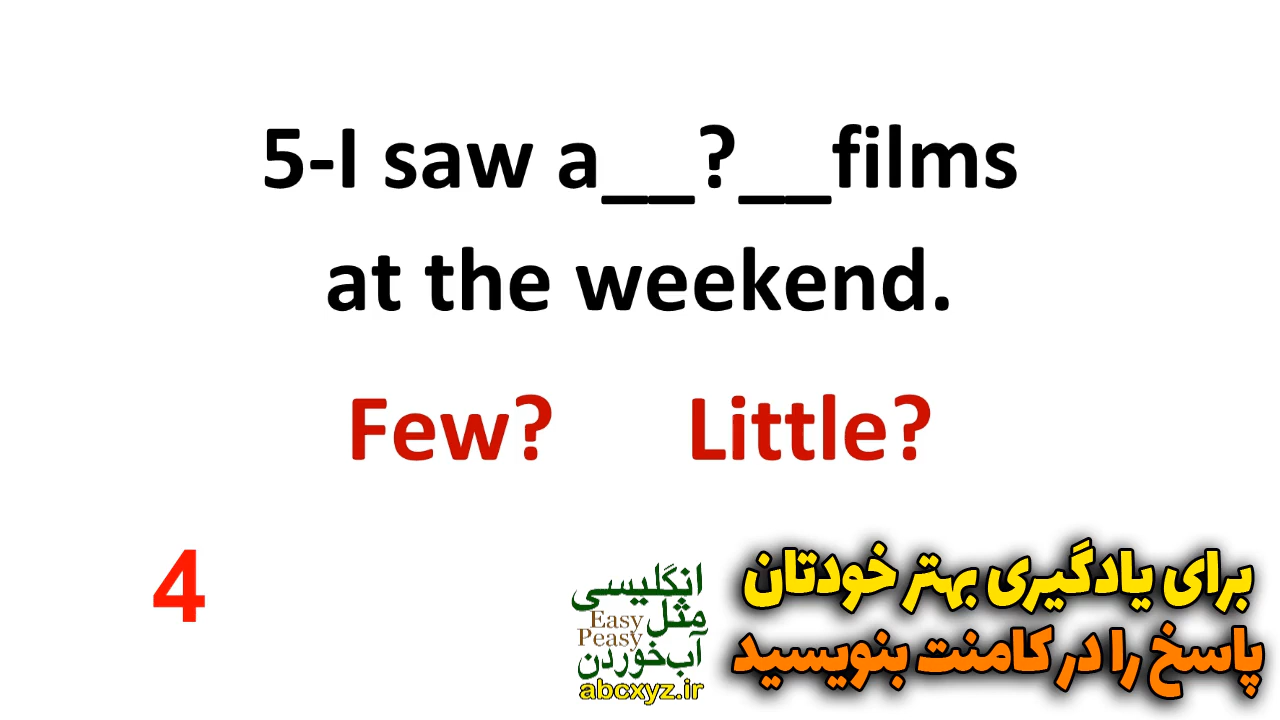 5-I saw a__?__films
at the weekend.
Few? Little?
4
برای یادگیری بهتر خودتان
پاسخ را در کامنت بنویسید
انگلیسی
مثل
Easy
Peasy
آب خوردن
abcxyz.ir